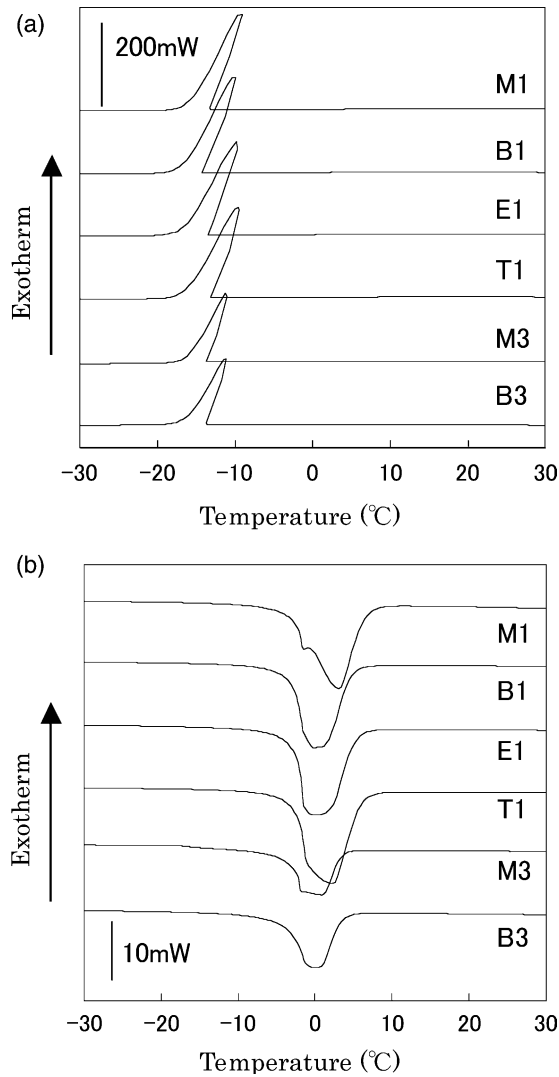 (a)
200mW
M1
B1
E1
T1
M3
B3
Exotherm
−30 −20 −10 0 10 20 30
Temperature (℃)
(b)
M1
B1
E1
T1
M3
B3
Exotherm
10mW
−30 −20 −10 0 10 20 30
Temperature (℃)